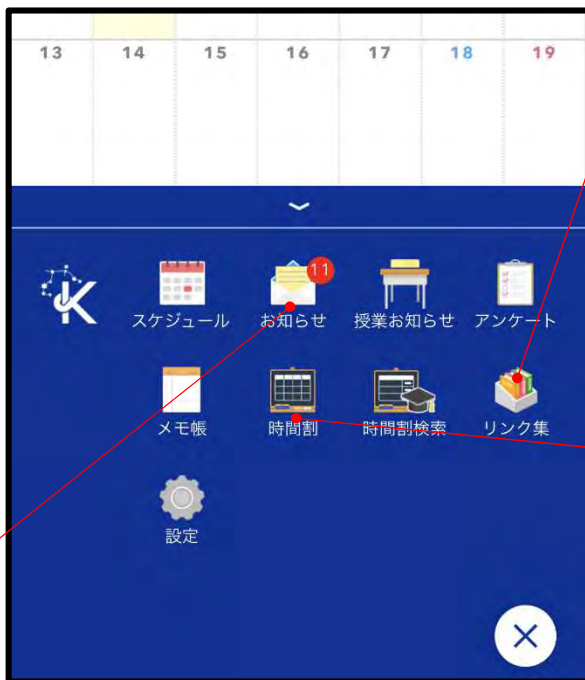 13 14 15 16 17 18 19
K
スケジュール お知らせ 11 授業お知らせ アンケート
メモ帳 時間割 時間割検索 リンク集
設定